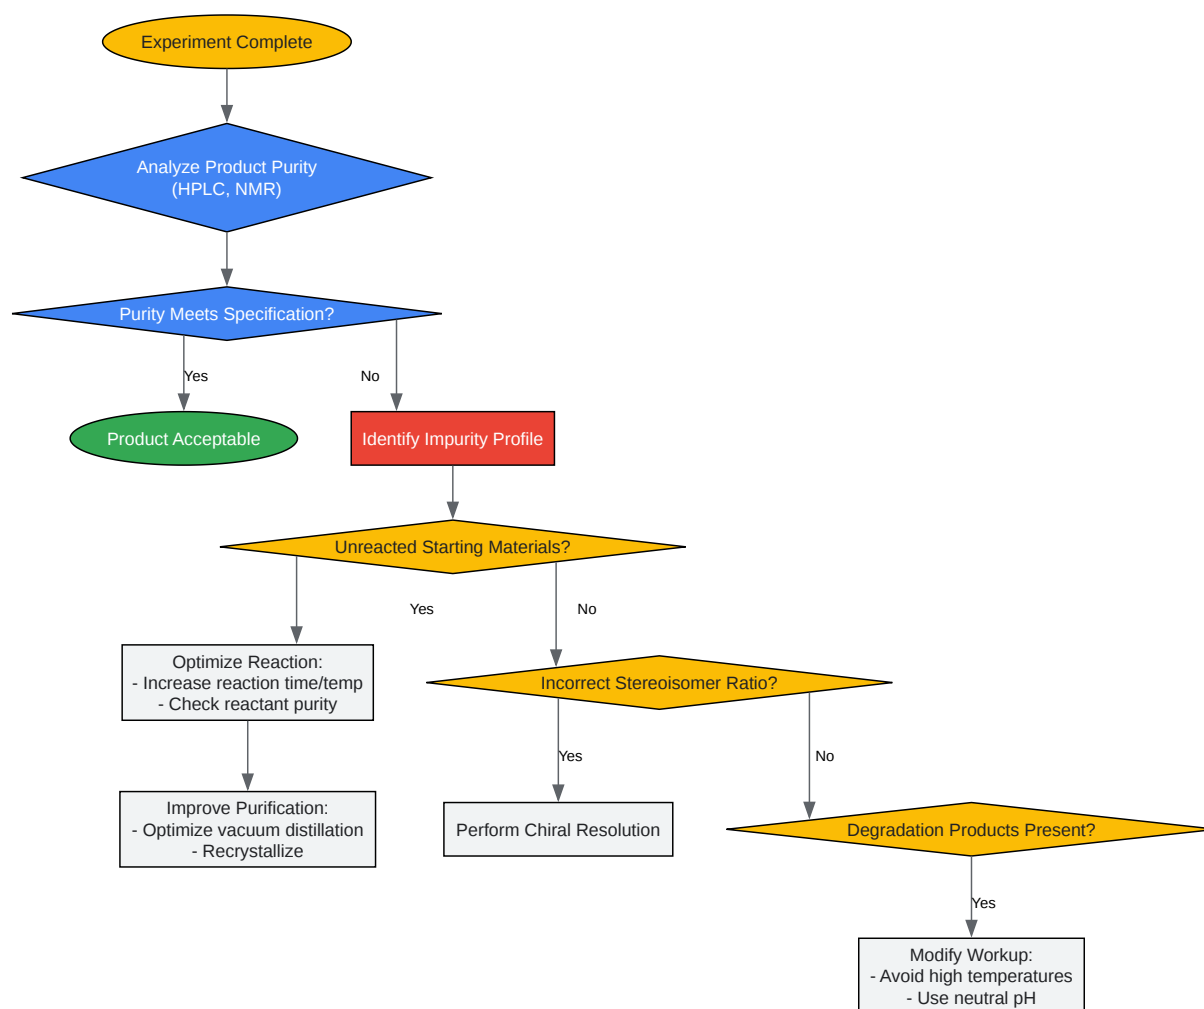 Experiment Complete
Analyze Product Purity
(HPLC, NMR)
Purity Meets Specification?
Yes
No
Product Acceptable
Identify Impurity Profile
Unreacted Starting Materials?
Yes
No
Optimize Reaction:
- Increase reaction time/temp
- Check reactant purity
Incorrect Stereoisomer Ratio?
Yes
No
Improve Purification:
- Optimize vacuum distillation
- Recrystallize
Perform Chiral Resolution
Degradation Products Present?
Yes
Modify Workup:
- Avoid high temperatures
- Use neutral pH